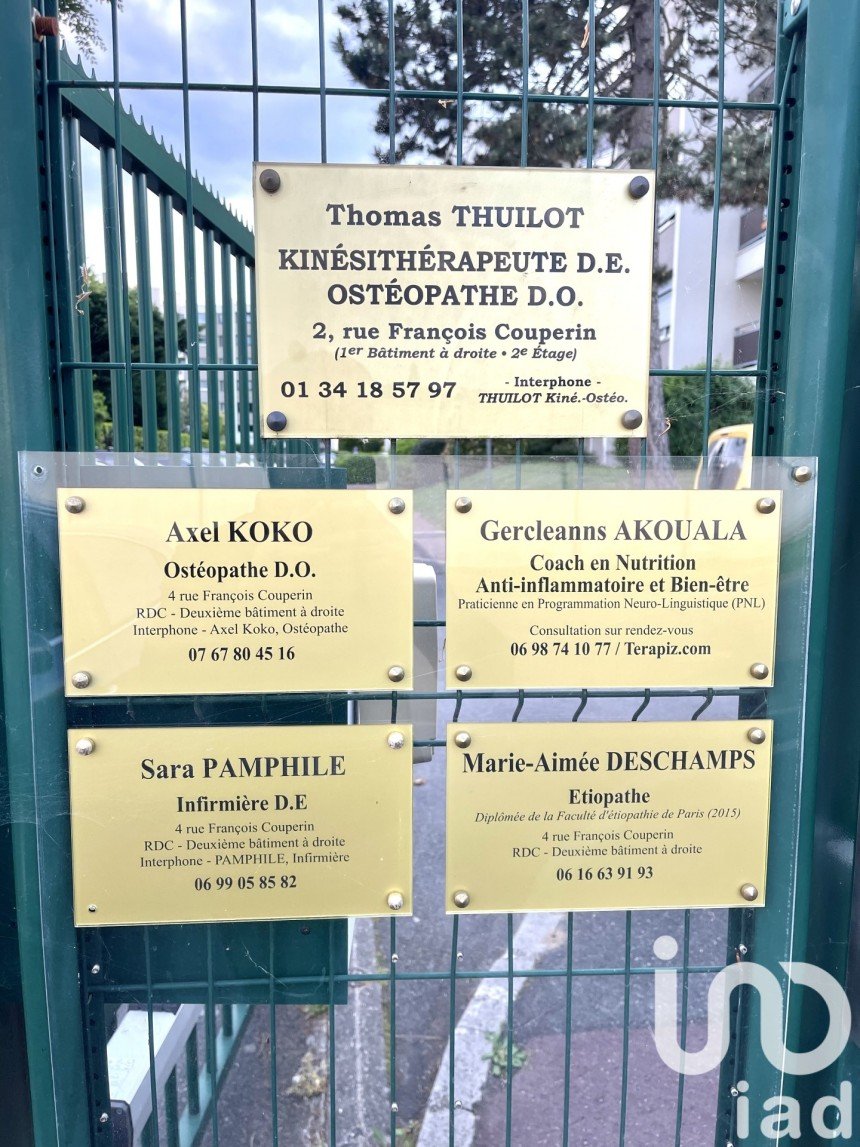 Thomas THUILOT
KINÉSITHÉRAPEUTE D.E.
OSTÉOPATHE D.O.
2, rue François Couperin
(1er Bâtiment à droite • 2e Étage)
01 34 18 57 97
- Interphone -
THUILOT Kiné.-Ostéo.
Axel KOKO
Ostéopathe D.O.
4 rue François Couperin
RDC - Deuxième bâtiment à droite
Interphone - Axel Koko, Ostéopathe
07 67 80 45 16
Gercleanns AKOUALA
Coach en Nutrition
Anti-inflammatoire et Bien-être
Praticienne en Programmation Neuro-Linguistique (PNL)
Consultation sur rendez-vous
06 98 74 10 77 / Terapiz.com
Sara PAMPHILE
Infirmière D.E
4 rue François Couperin
RDC - Deuxième bâtiment à droite
Interphone - PAMPHILE, Infirmière
06 99 05 85 82
Marie-Aimée DESCHAMPS
Etiopathe
Diplômée de la Faculté d'étiopathie de Paris (2015)
4 rue François Couperin
RDC - Deuxième bâtiment à droite
06 16 63 91 93
iad